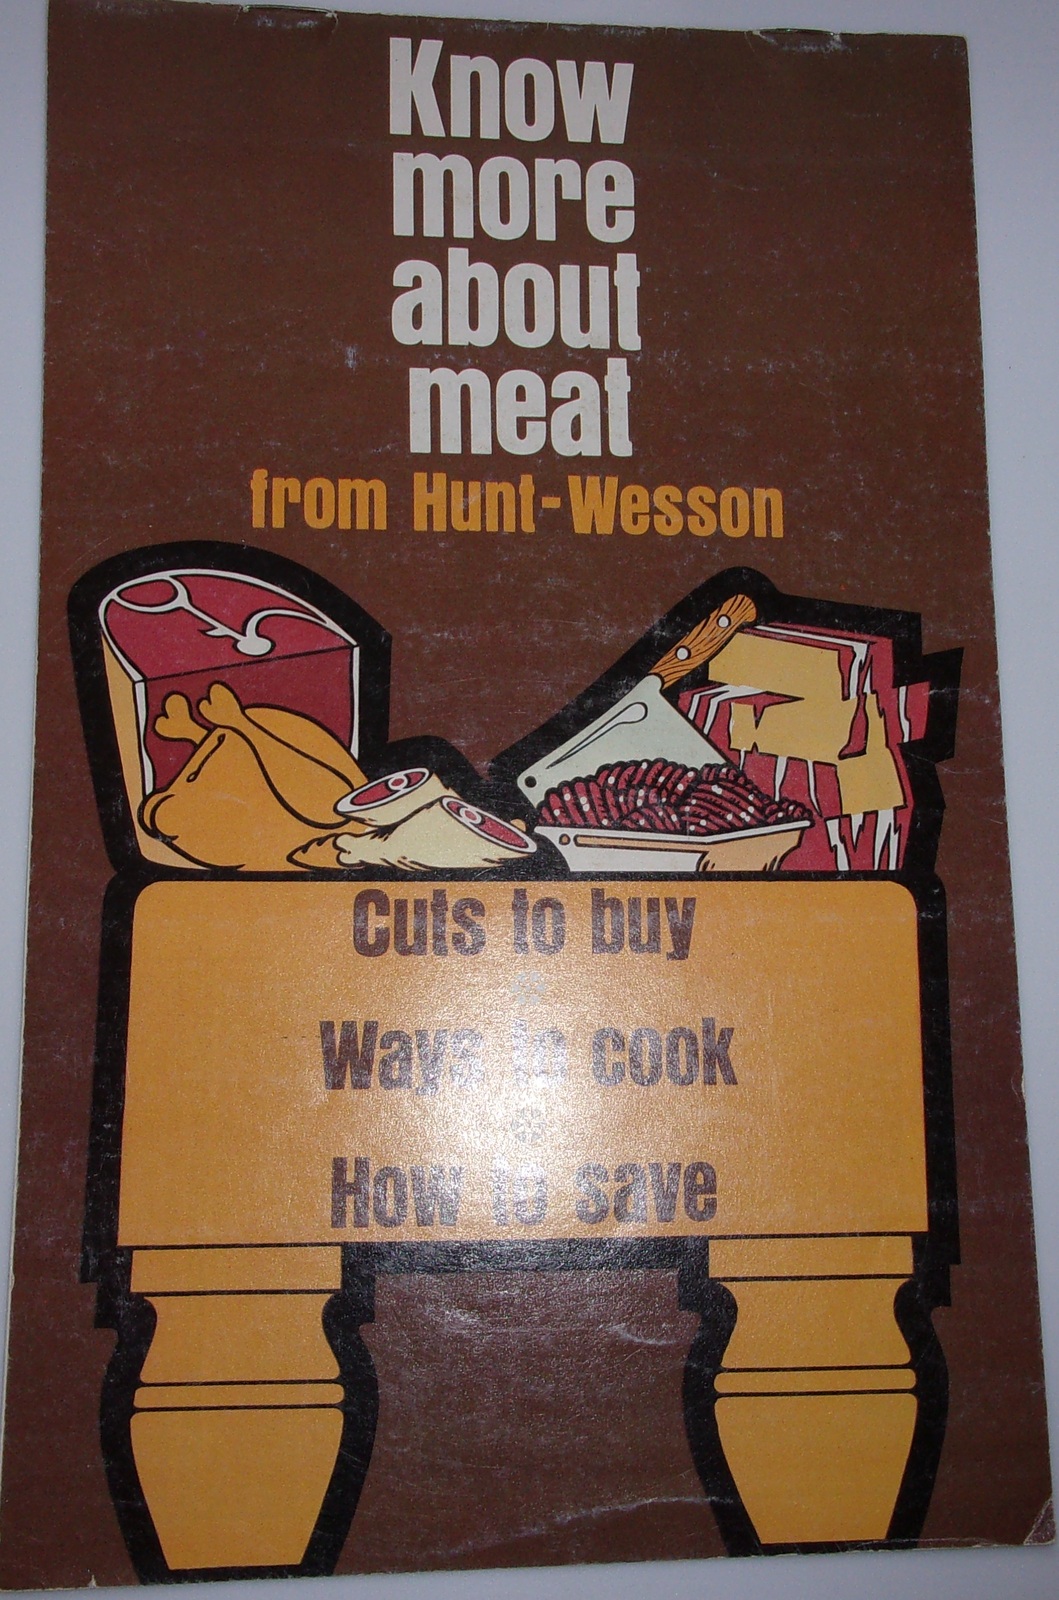 Know
more
about
meat
from Hunt-Wesson
Cuts to buy
Ways to cook
How to save